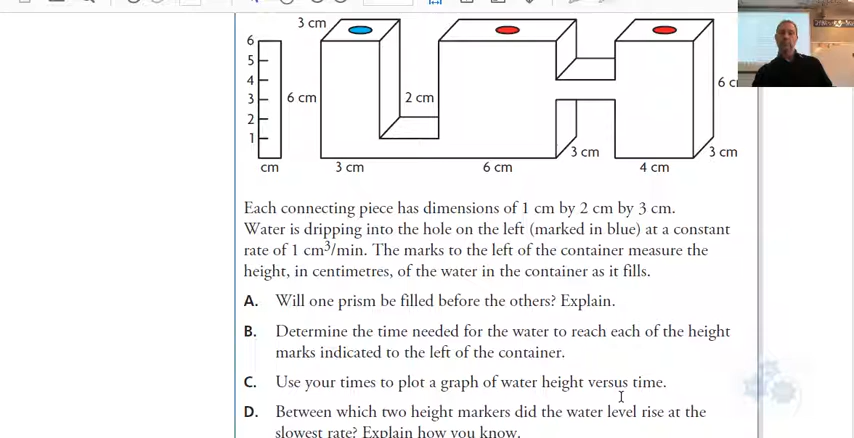 3 cm
6
5
4
3
2
1
cm
6 cm
2 cm
3 cm
6 cm
3 cm
4 cm
3 cm
6 c
Each connecting piece has dimensions of 1 cm by 2 cm by 3 cm.
Water is dripping into the hole on the left (marked in blue) at a constant
rate of 1 cm³/min. The marks to the left of the container measure the
height, in centimetres, of the water in the container as it fills.
A. Will one prism be filled before the others? Explain.
B. Determine the time needed for the water to reach each of the height
marks indicated to the left of the container.
C. Use your times to plot a graph of water height versus time.
D. Between which two height markers did the water level rise at the
slowest rate? Explain how you know.